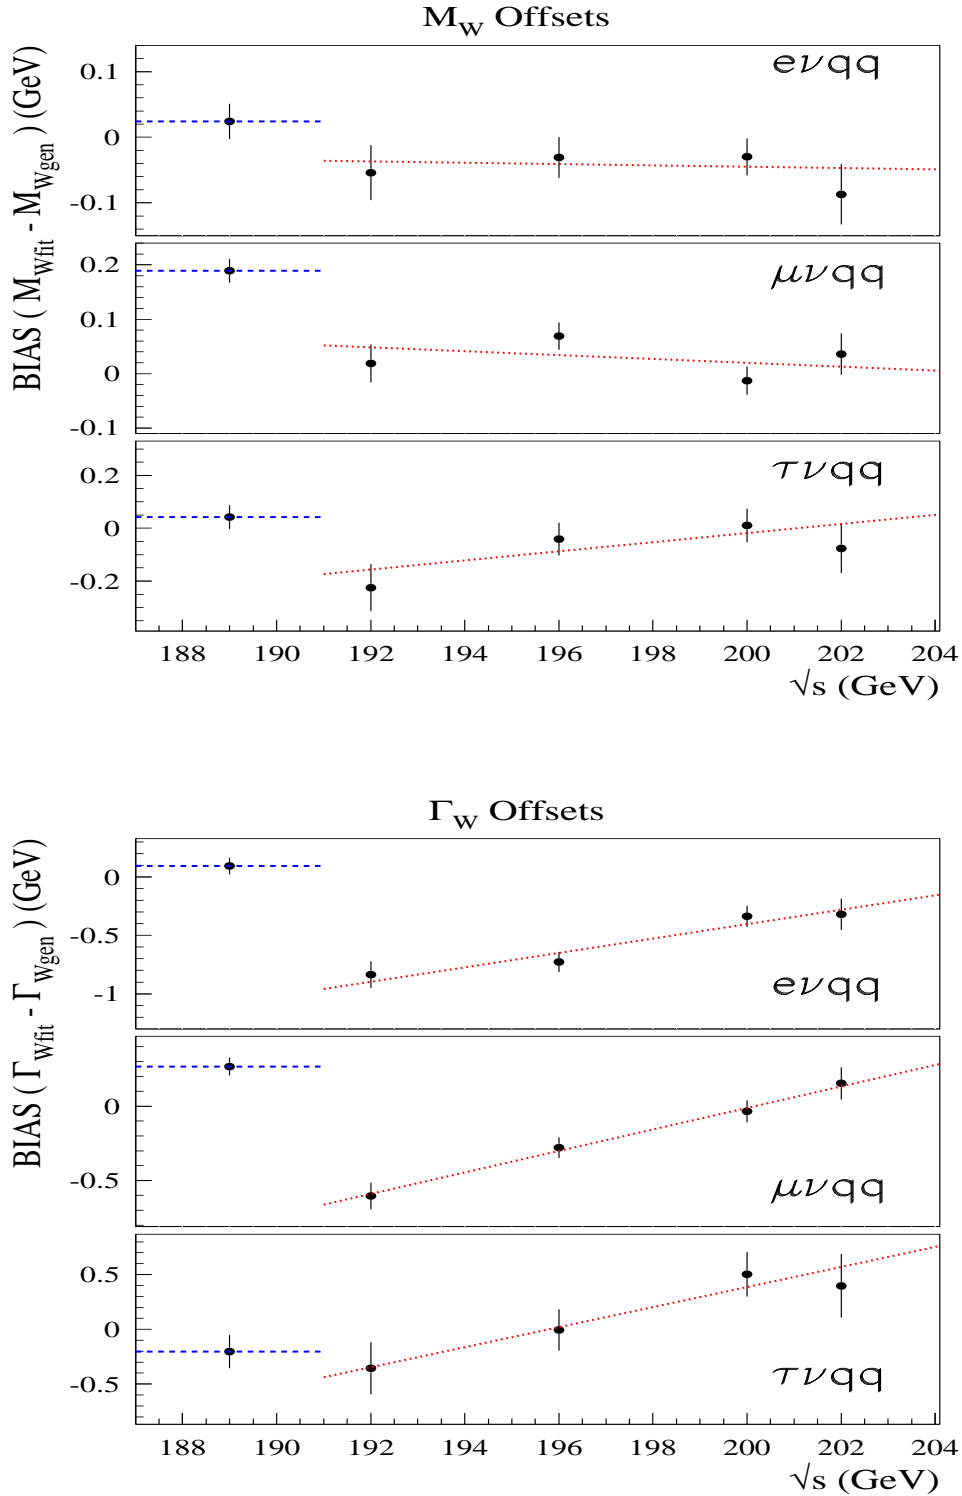 M_W Offsets
BIAS ( M_Wfit - M_Wgen ) (GeV)
eνqq
0.1
0
-0.1
μνqq
0.2
0.1
0
-0.1
τνqq
0.2
0
-0.2
188 190 192 194 196 198 200 202 204
√s (GeV)
Γ_W Offsets
BIAS ( Γ_Wfit - Γ_Wgen ) (GeV)
0
-0.5
-1
eνqq
0
-0.5
μνqq
0.5
0
-0.5
τνqq
188 190 192 194 196 198 200 202 204
√s (GeV)